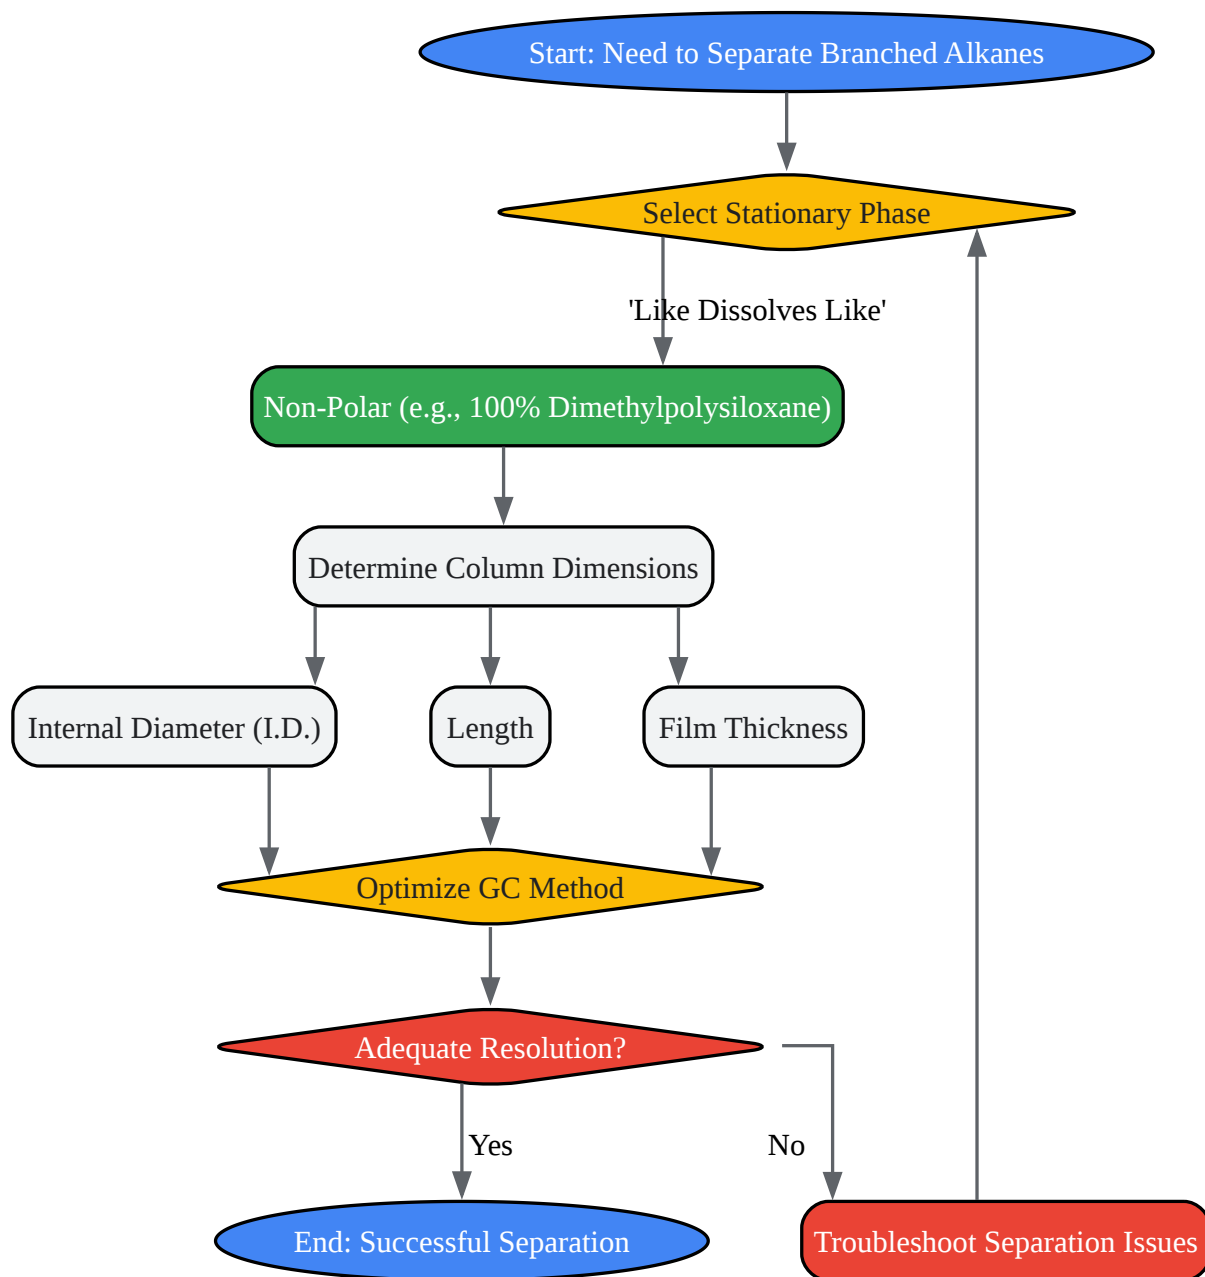 Start: Need to Separate Branched Alkanes
Select Stationary Phase
'Like Dissolves Like'
Non-Polar (e.g., 100% Dimethylpolysiloxane)
Determine Column Dimensions
Internal Diameter (I.D.)
Length
Film Thickness
Optimize GC Method
Adequate Resolution?
Yes
No
End: Successful Separation
Troubleshoot Separation Issues